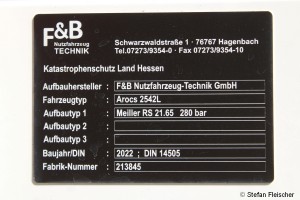 F&B
Nutzfahrzeug
TECHNIK
Schwarzwaldstraße 1 · 76767 Hagenbach
Tel.07273/9354-0 · Fax 07273/9354-10
Katastrophenschutz Land Hessen
Aufbauhersteller : F&B Nutzfahrzeug-Technik GmbH
Fahrzeugtyp : Arocs 2542L
Aufbautyp 1 : Meiller RS 21.65 280 bar
Aufbautyp 2 :
Aufbautyp 3 :
Baujahr/DIN : 2022 ; DIN 14505
Fabrik-Nummer : 213845
© Stefan Fleischer